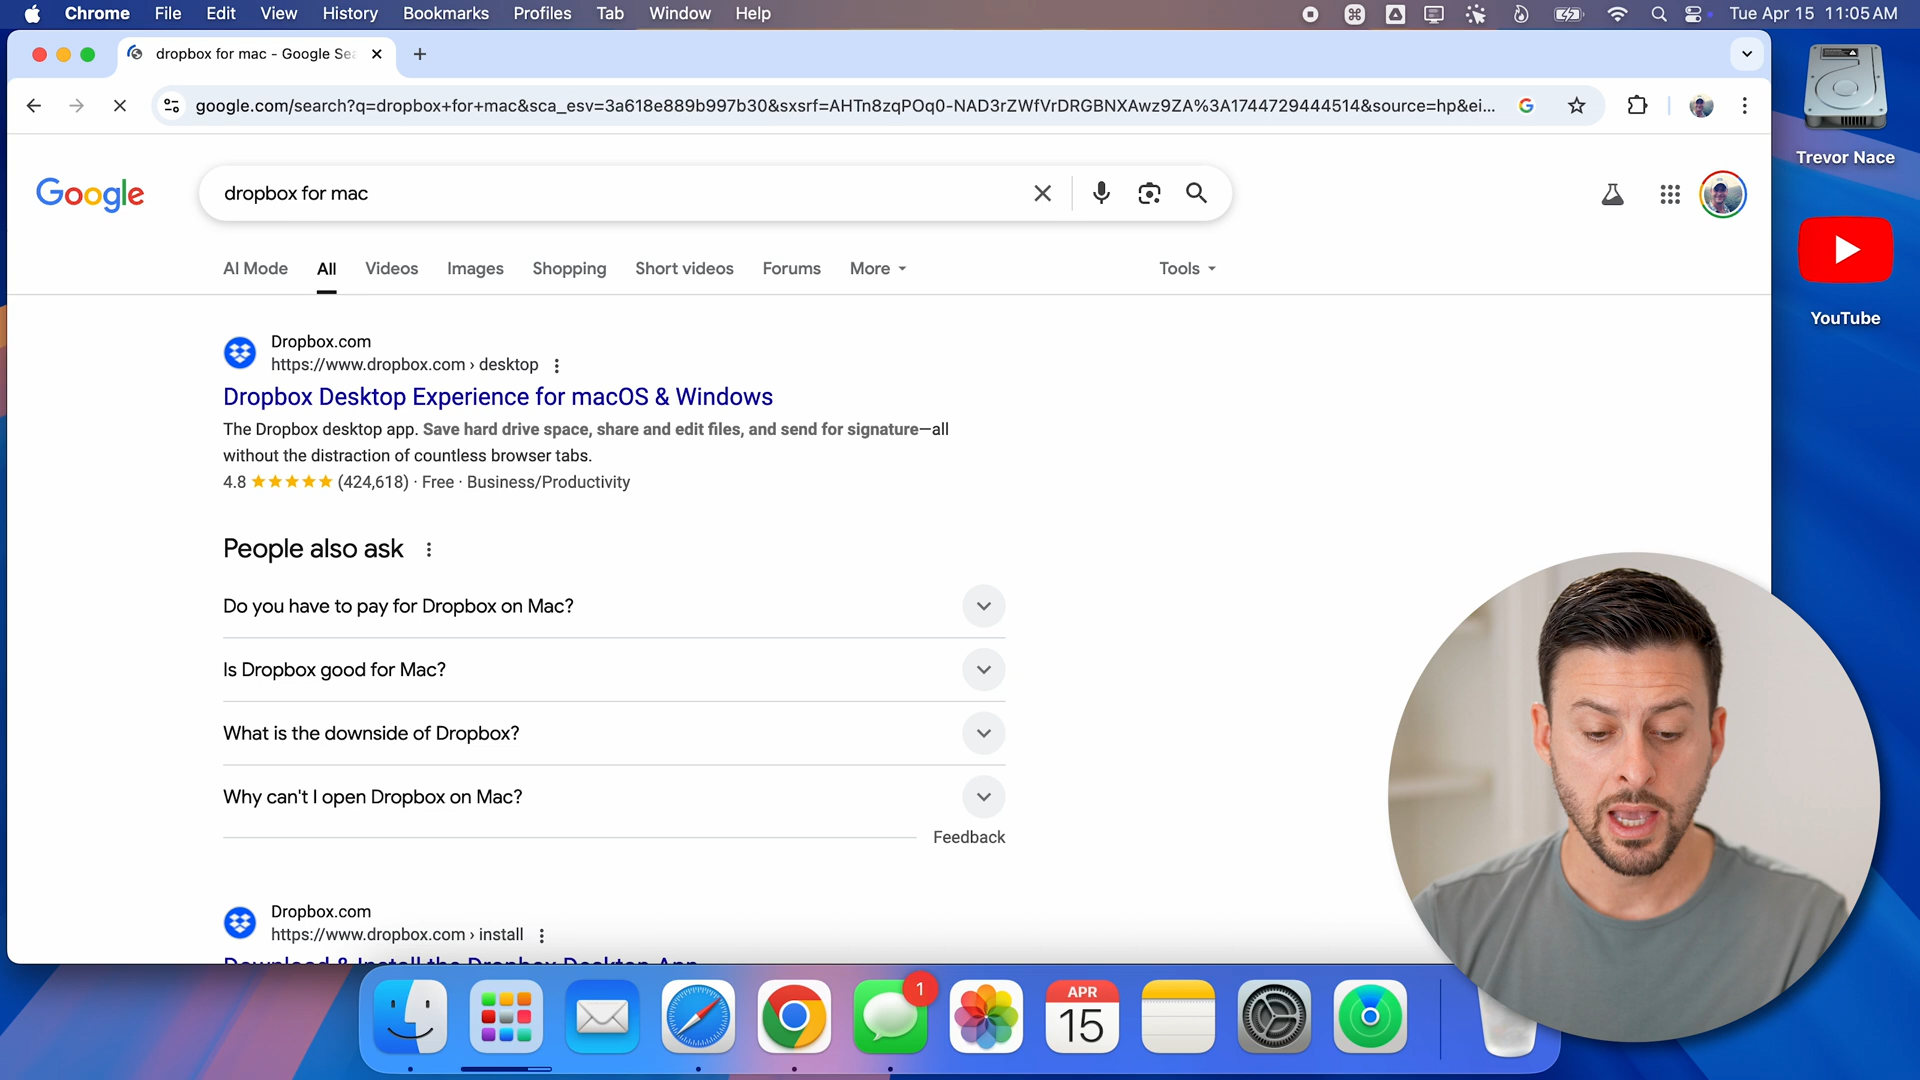 Chrome File Edit View History Bookmarks Profiles Tab Window Help Tue Apr 15 11:05 AM
dropbox for mac - Google Sea
google.com/search?q=dropbox+for+mac&sca_esv=3a618e889b997b30&sxsrf=AHTn8zqPOq0-NAD3rZWfVrDRGBNXAwz9ZA%3A1744729444514&source=hp&ei...
Trevor Nace
Google dropbox for mac
AI Mode All Videos Images Shopping Short videos Forums More Tools
YouTube
Dropbox.com
https://www.dropbox.com › desktop
Dropbox Desktop Experience for macOS & Windows
The Dropbox desktop app. Save hard drive space, share and edit files, and send for signature—all
without the distraction of countless browser tabs.
4.8 ★★★★★ (424,618) · Free · Business/Productivity
People also ask
Do you have to pay for Dropbox on Mac?
Is Dropbox good for Mac?
What is the downside of Dropbox?
Why can't I open Dropbox on Mac?
Feedback
Dropbox.com
https://www.dropbox.com › install
Download & Install the Dropbox Desktop App
1
APR
15